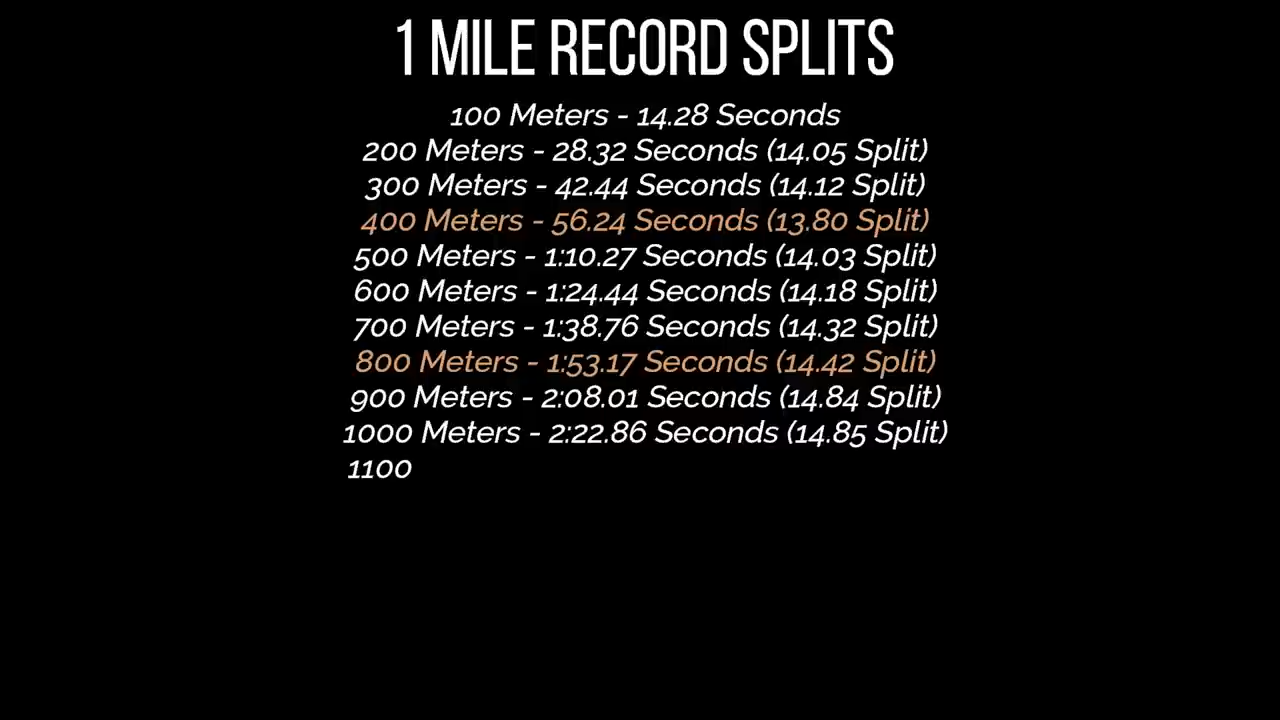 1 MILE RECORD SPLITS
100 Meters - 14.28 Seconds
200 Meters - 28.32 Seconds (14.05 Split)
300 Meters - 42.44 Seconds (14.12 Split)
400 Meters - 56.24 Seconds (13.80 Split)
500 Meters - 1:10.27 Seconds (14.03 Split)
600 Meters - 1:24.44 Seconds (14.18 Split)
700 Meters - 1:38.76 Seconds (14.32 Split)
800 Meters - 1:53.17 Seconds (14.42 Split)
900 Meters - 2:08.01 Seconds (14.84 Split)
1000 Meters - 2:22.86 Seconds (14.85 Split)
1100